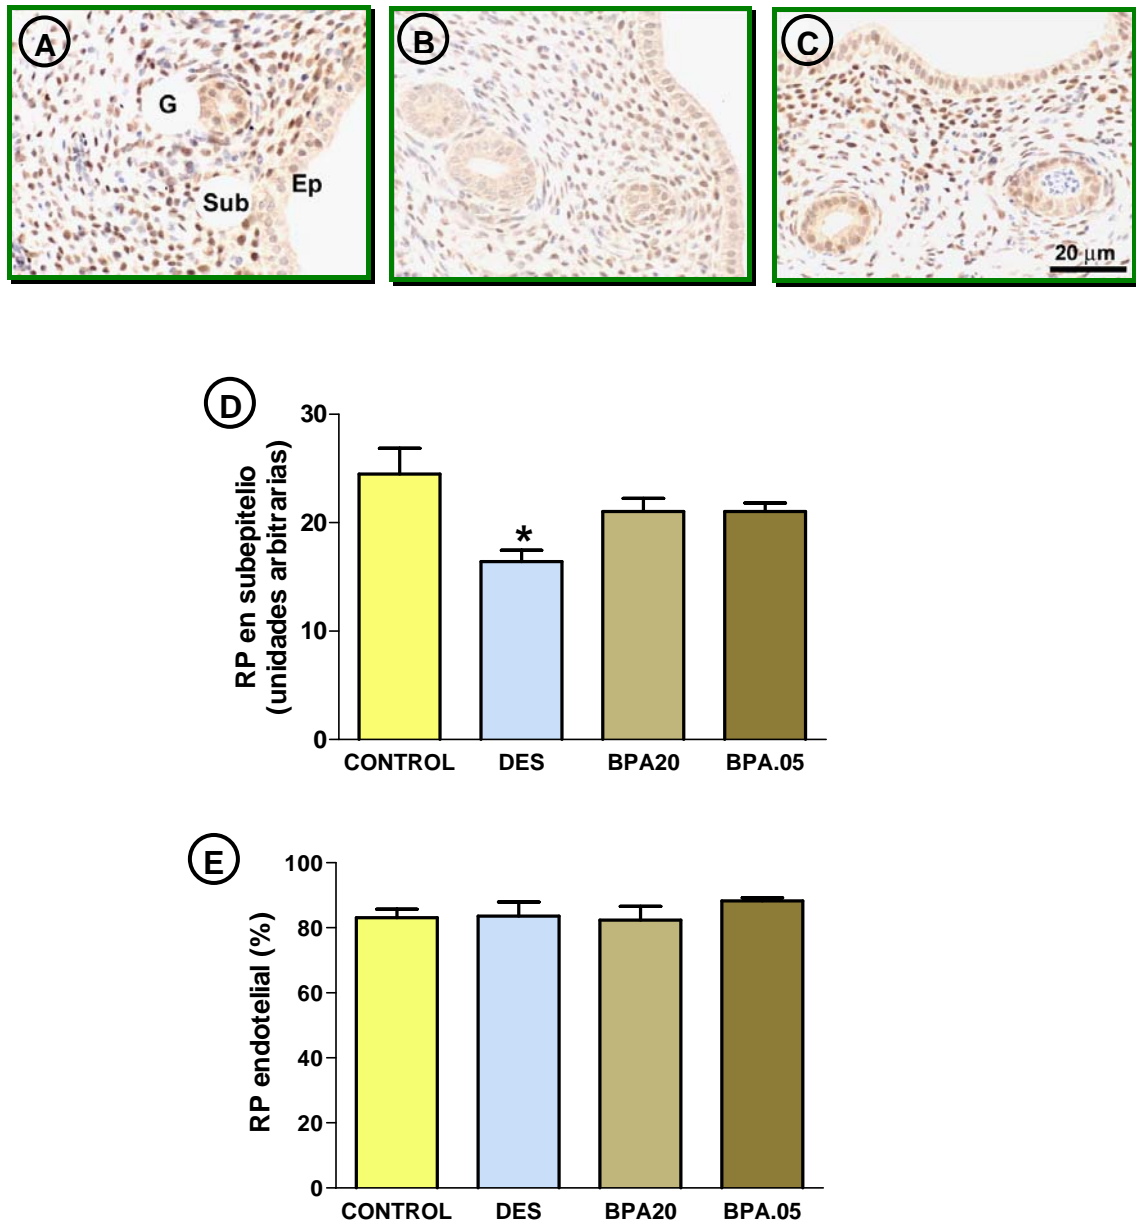 A
B
C
G
Sub
Ep
20 μm
D
RP en subepitelio
(unidades arbitrarias)
30
20
10
0
*
CONTROL DES BPA20 BPA.05
E
RP endotelial (%)
100
80
60
40
20
0
CONTROL DES BPA20 BPA.05